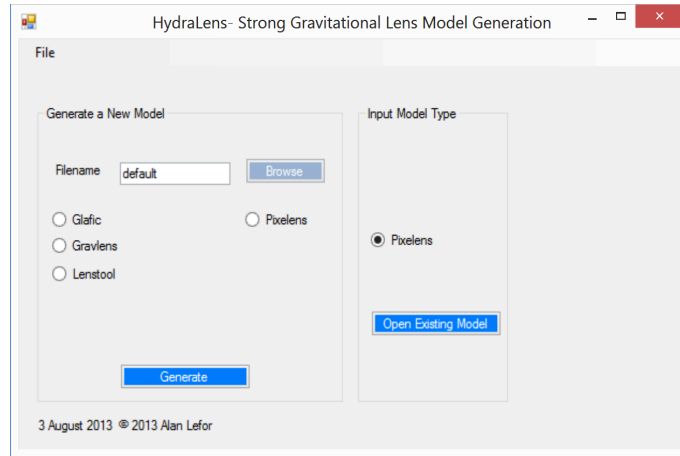 HydraLens- Strong Gravitational Lens Model Generation
File
Generate a New Model
Input Model Type
Filename default Browse
Glafic Pixelens
Gravlens
Pixelens
Lenstool
Open Existing Model
Generate
3 August 2013 © 2013 Alan Lefor